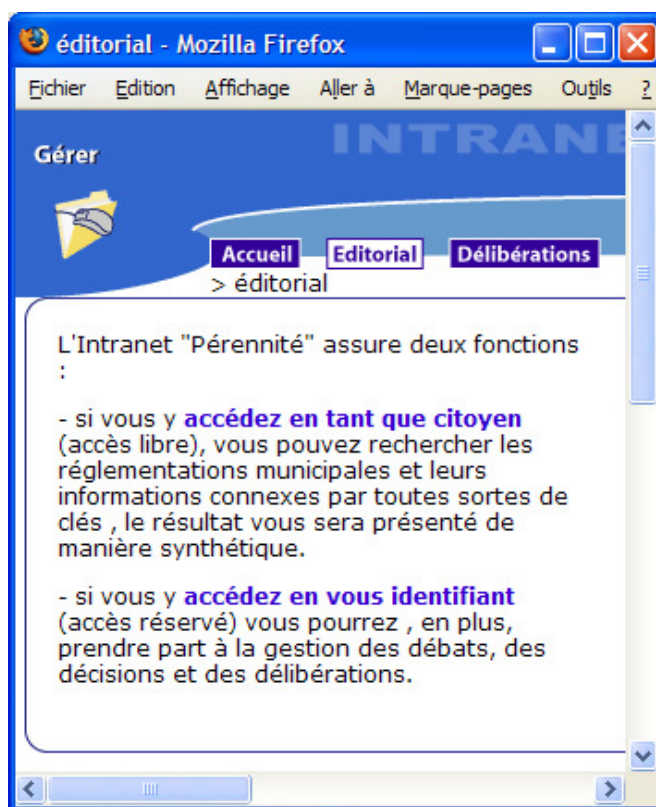 éditorial - Mozilla Firefox
Fichier Edition Affichage Aller à Marque-pages Outils ?
INTRANE
Gérer
Accueil Editorial Délibérations
> éditorial
L'Intranet "Pérennité" assure deux fonctions
:
- si vous y accédez en tant que citoyen
(accès libre), vous pouvez rechercher les
réglementations municipales et leurs
informations connexes par toutes sortes de
clés , le résultat vous sera présenté de
manière synthétique.
- si vous y accédez en vous identifiant
(accès réservé) vous pourrez , en plus,
prendre part à la gestion des débats, des
décisions et des délibérations.